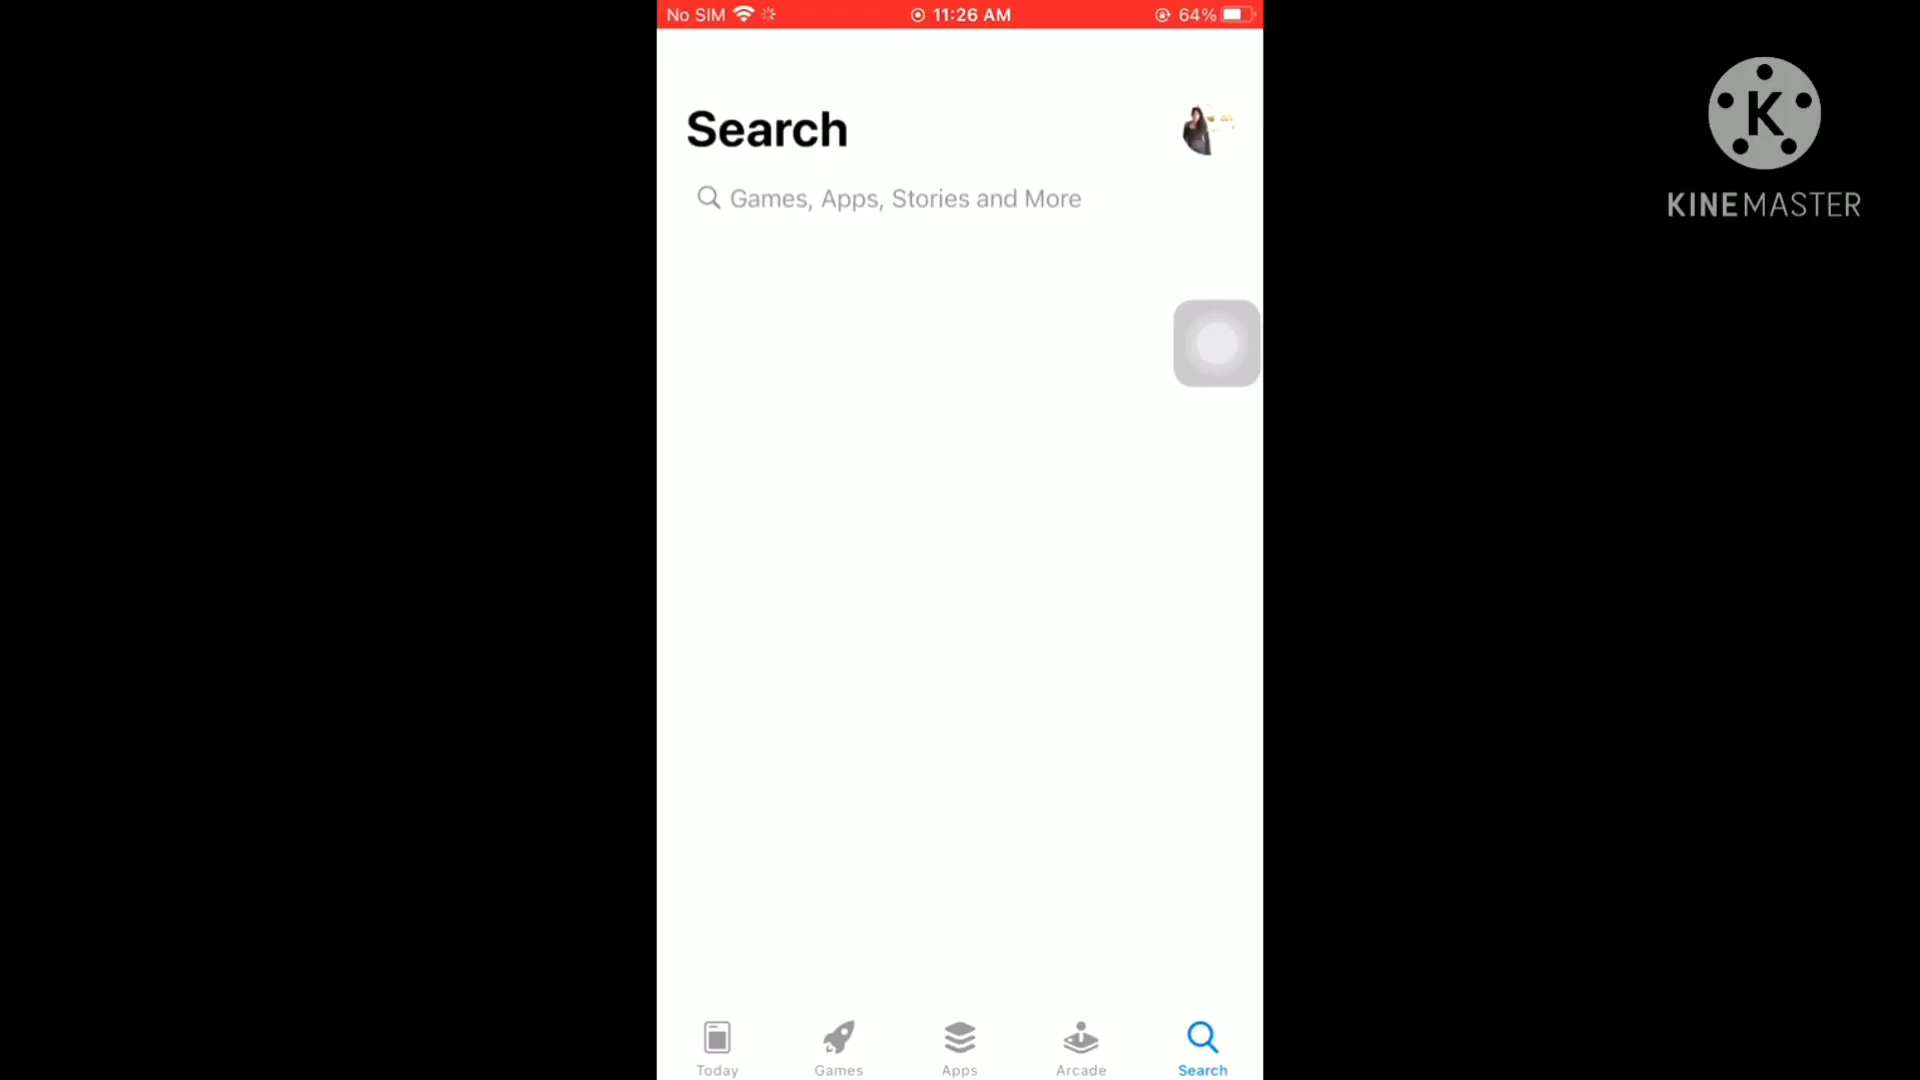 No SIM 11:26 AM 64%
Search
Games, Apps, Stories and More
Today Games Apps Arcade Search
K
KINEMASTER